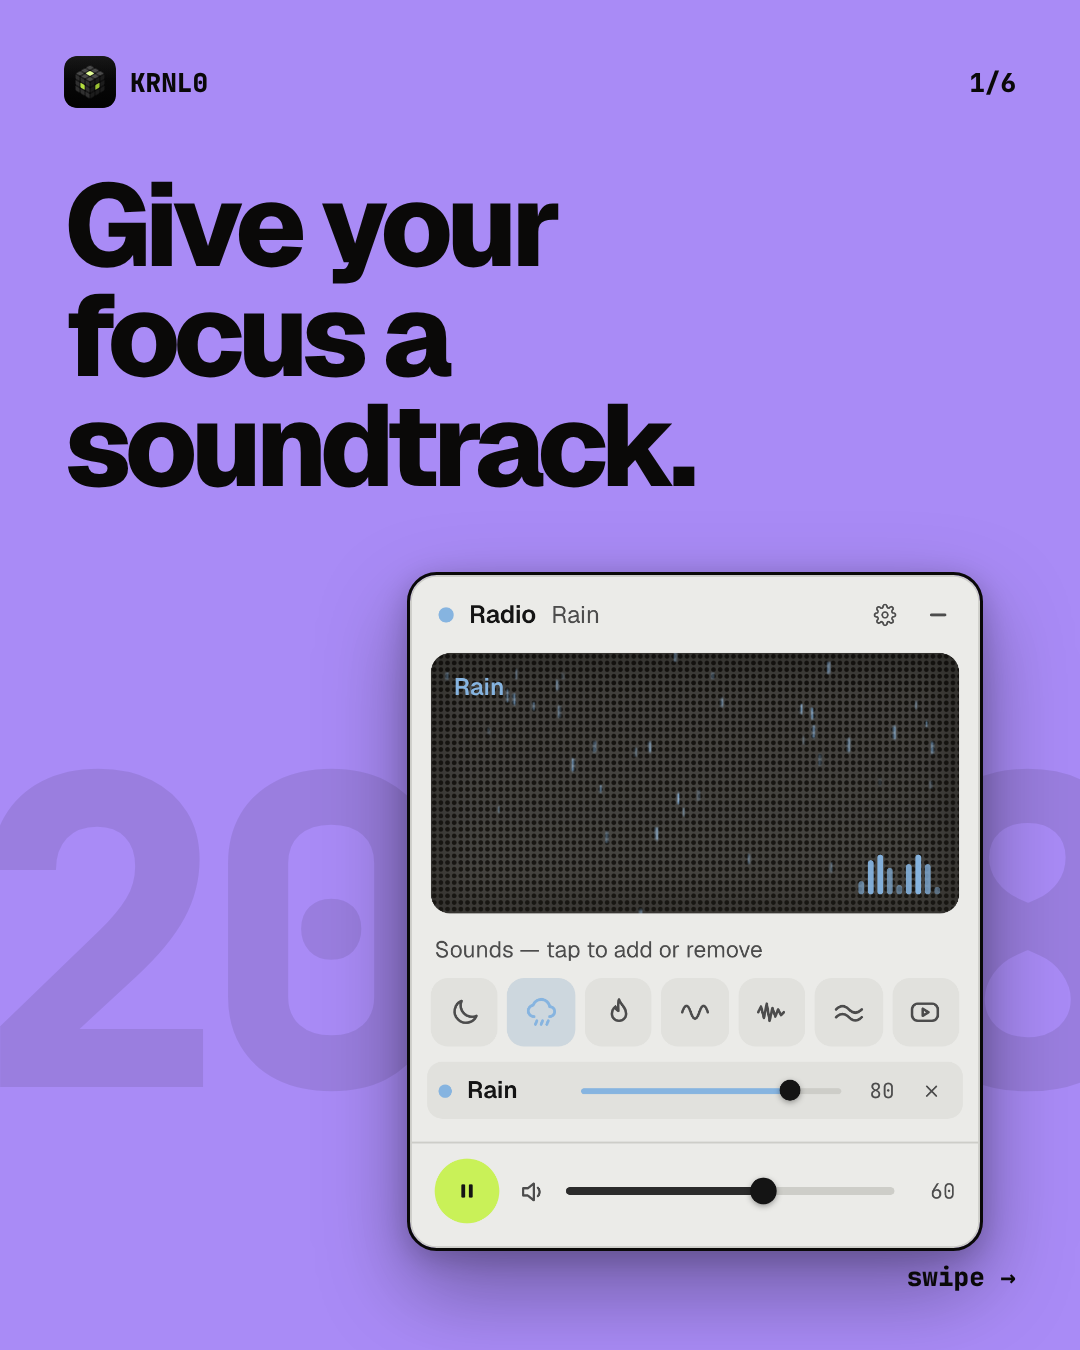 KRNL0
1/6
Give your
focus a
soundtrack.
Radio Rain
Rain
Sounds — tap to add or remove
Rain 80 ×
60
swipe →